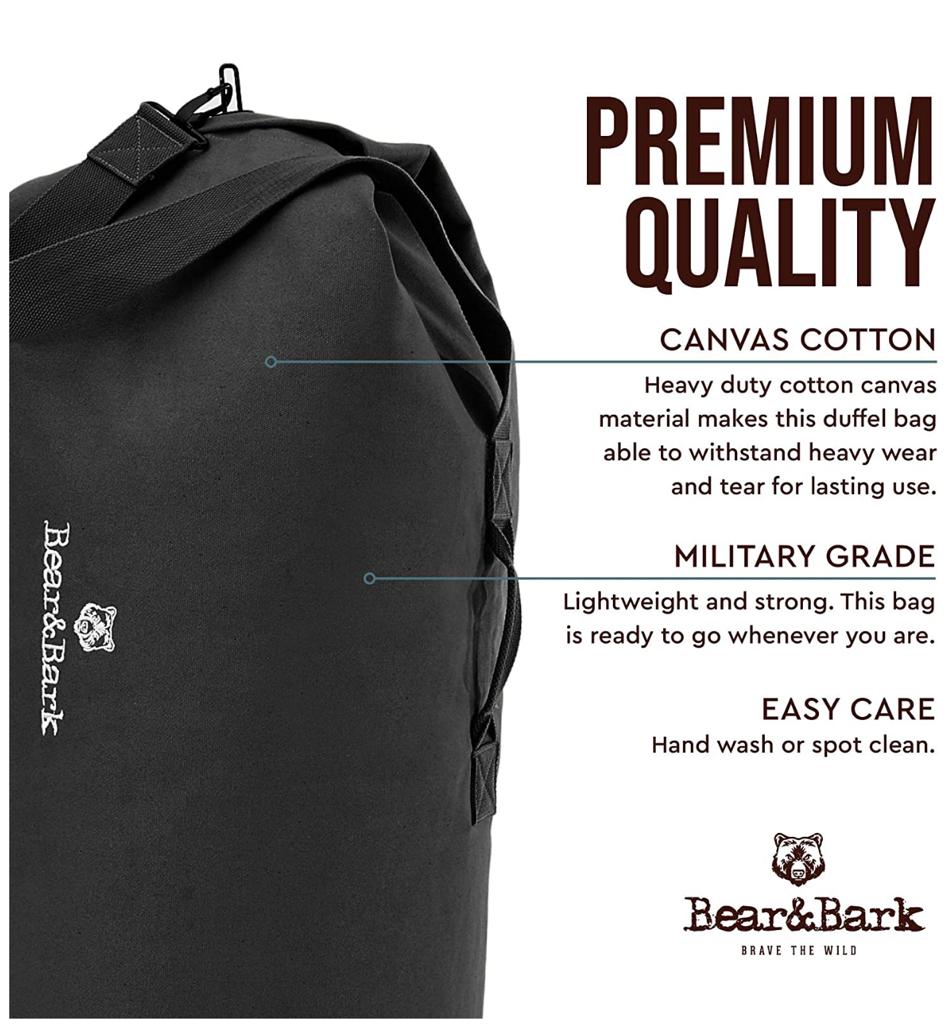 PREMIUM
QUALITY
CANVAS COTTON
Heavy duty cotton canvas
material makes this duffel bag
able to withstand heavy wear
and tear for lasting use.
MILITARY GRADE
Lightweight and strong. This bag
is ready to go whenever you are.
EASY CARE
Hand wash or spot clean.
Bear&Bark
Bear&Bark
BRAVE THE WILD